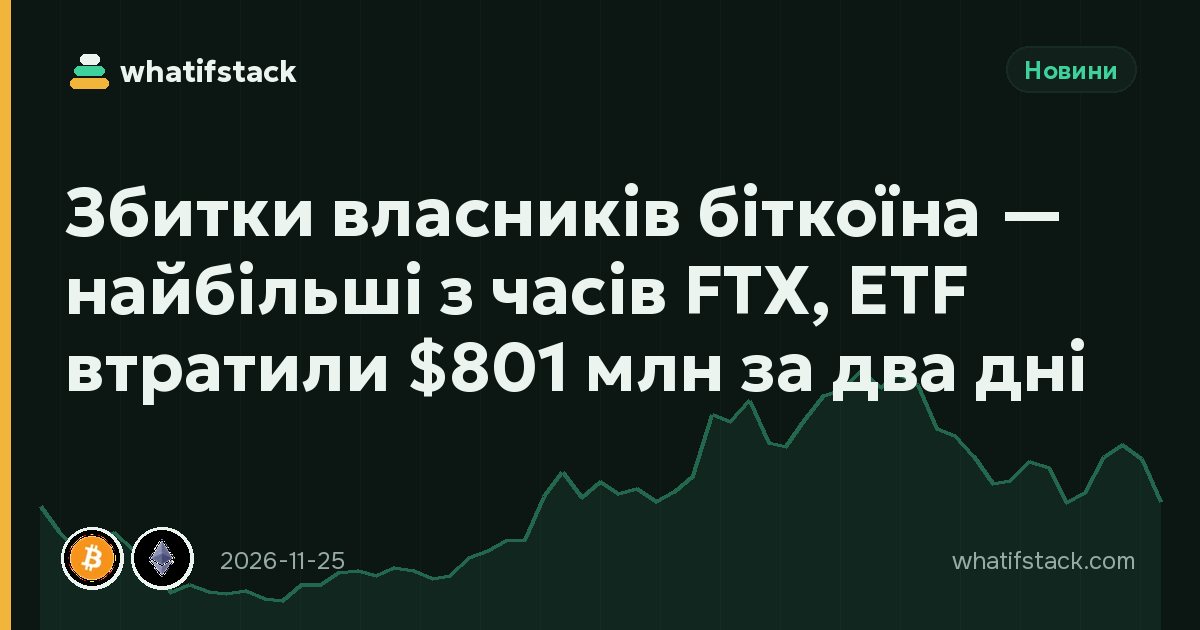 whatifstack
Новини
Збитки власників біткоїна —
найбільші з часів FTX, ETF
втратили $801 млн за два дні
2026-11-25
whatifstack.com